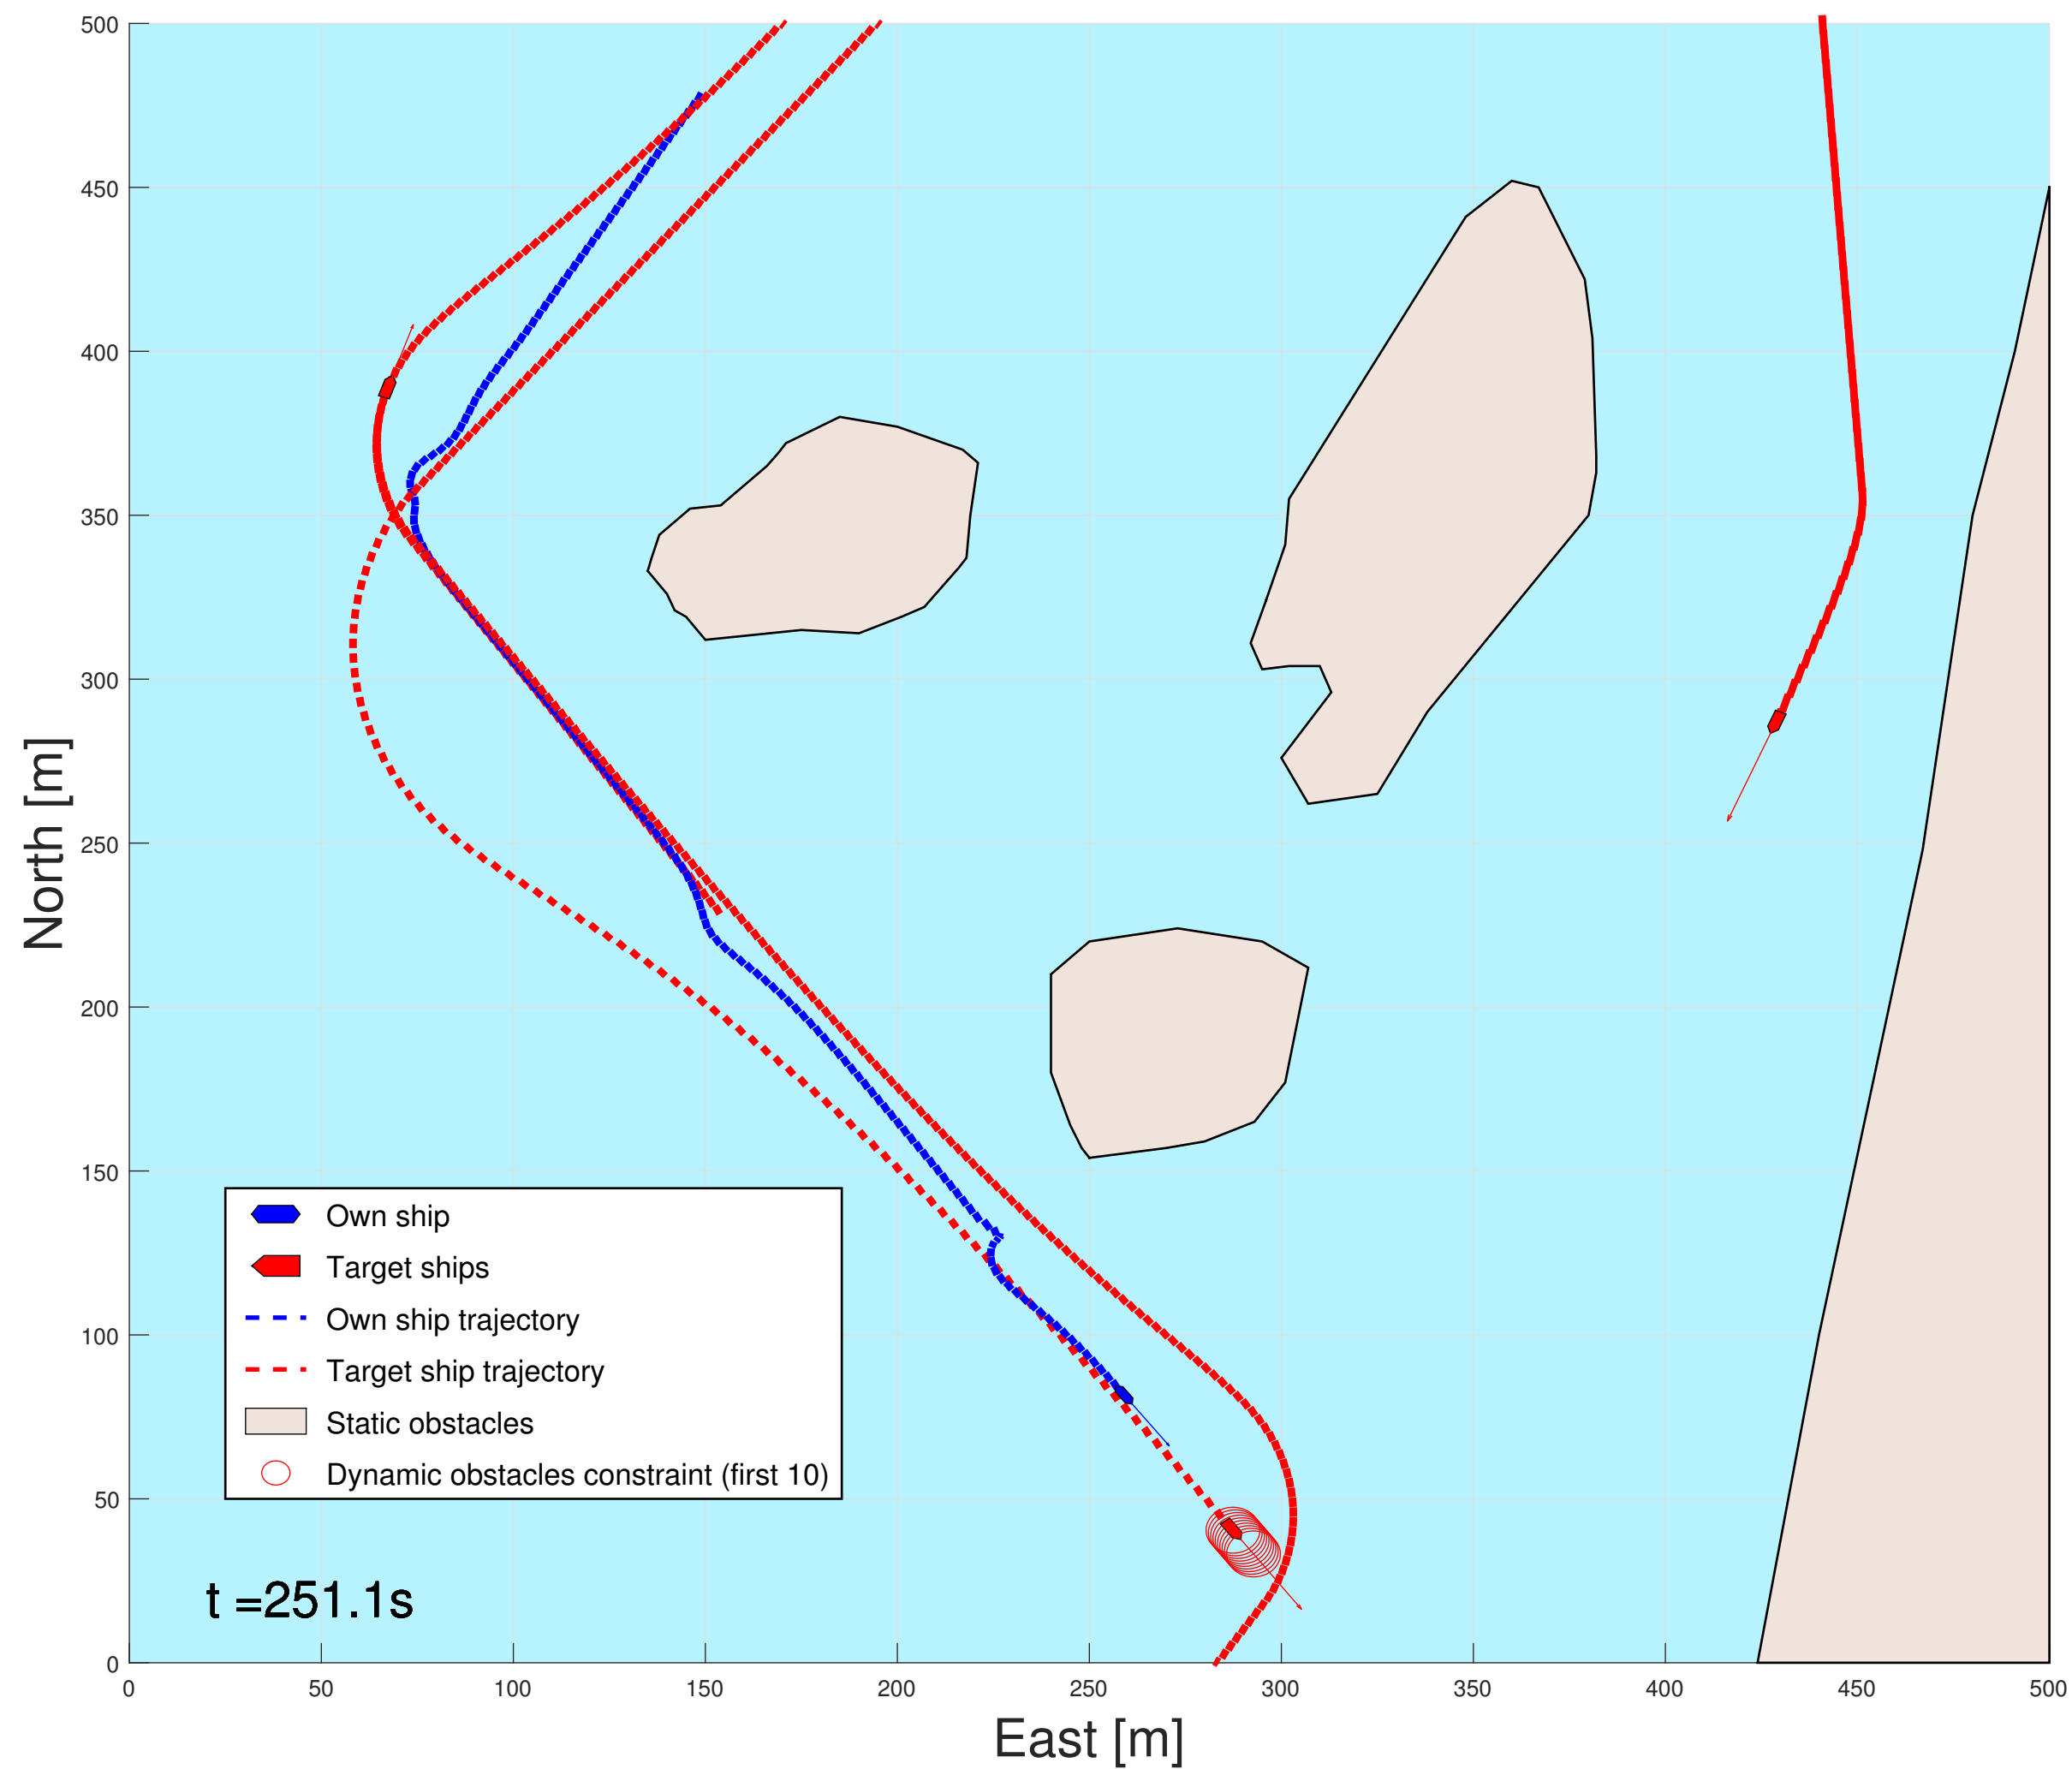 500
450
400
350
300
250
200
150
100
50
0
North [m]
Own ship
Target ships
Own ship trajectory
Target ship trajectory
Static obstacles
Dynamic obstacles constraint (first 10)
t =251.1s
0 50 100 150 200 250 300 350 400 450 500
East [m]